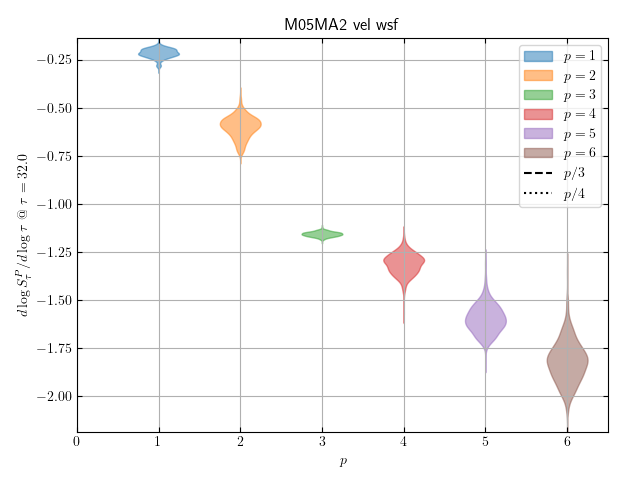 M05MA2 vel wsf
d log S_τ^P / d log τ @ τ = 32.0
−0.25
−0.50
−0.75
−1.00
−1.25
−1.50
−1.75
−2.00
p = 1
p = 2
p = 3
p = 4
p = 5
p = 6
p/3
p/4
0 1 2 3 4 5 6
p